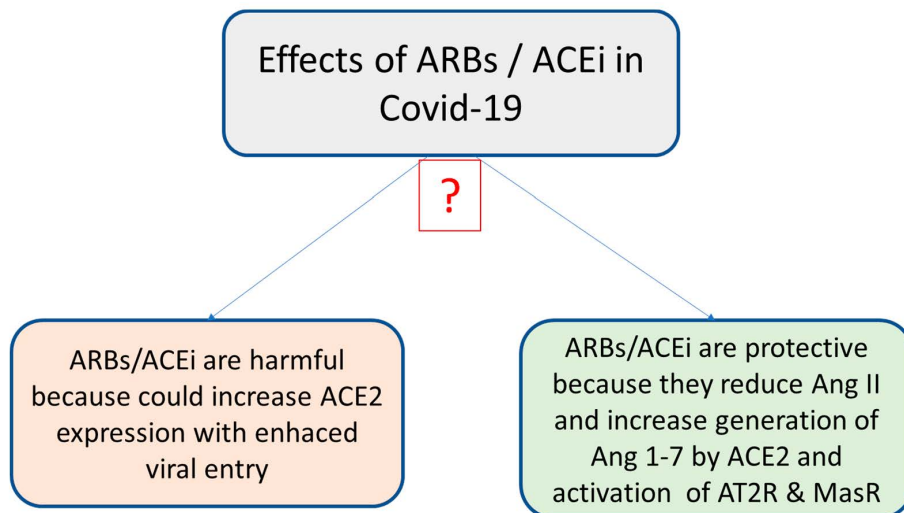 Effects of ARBs / ACEi in
Covid-19
?
ARBs/ACEi are harmful
because could increase ACE2
expression with enhaced
viral entry
ARBs/ACEi are protective
because they reduce Ang II
and increase generation of
Ang 1-7 by ACE2 and
activation of AT2R & MasR